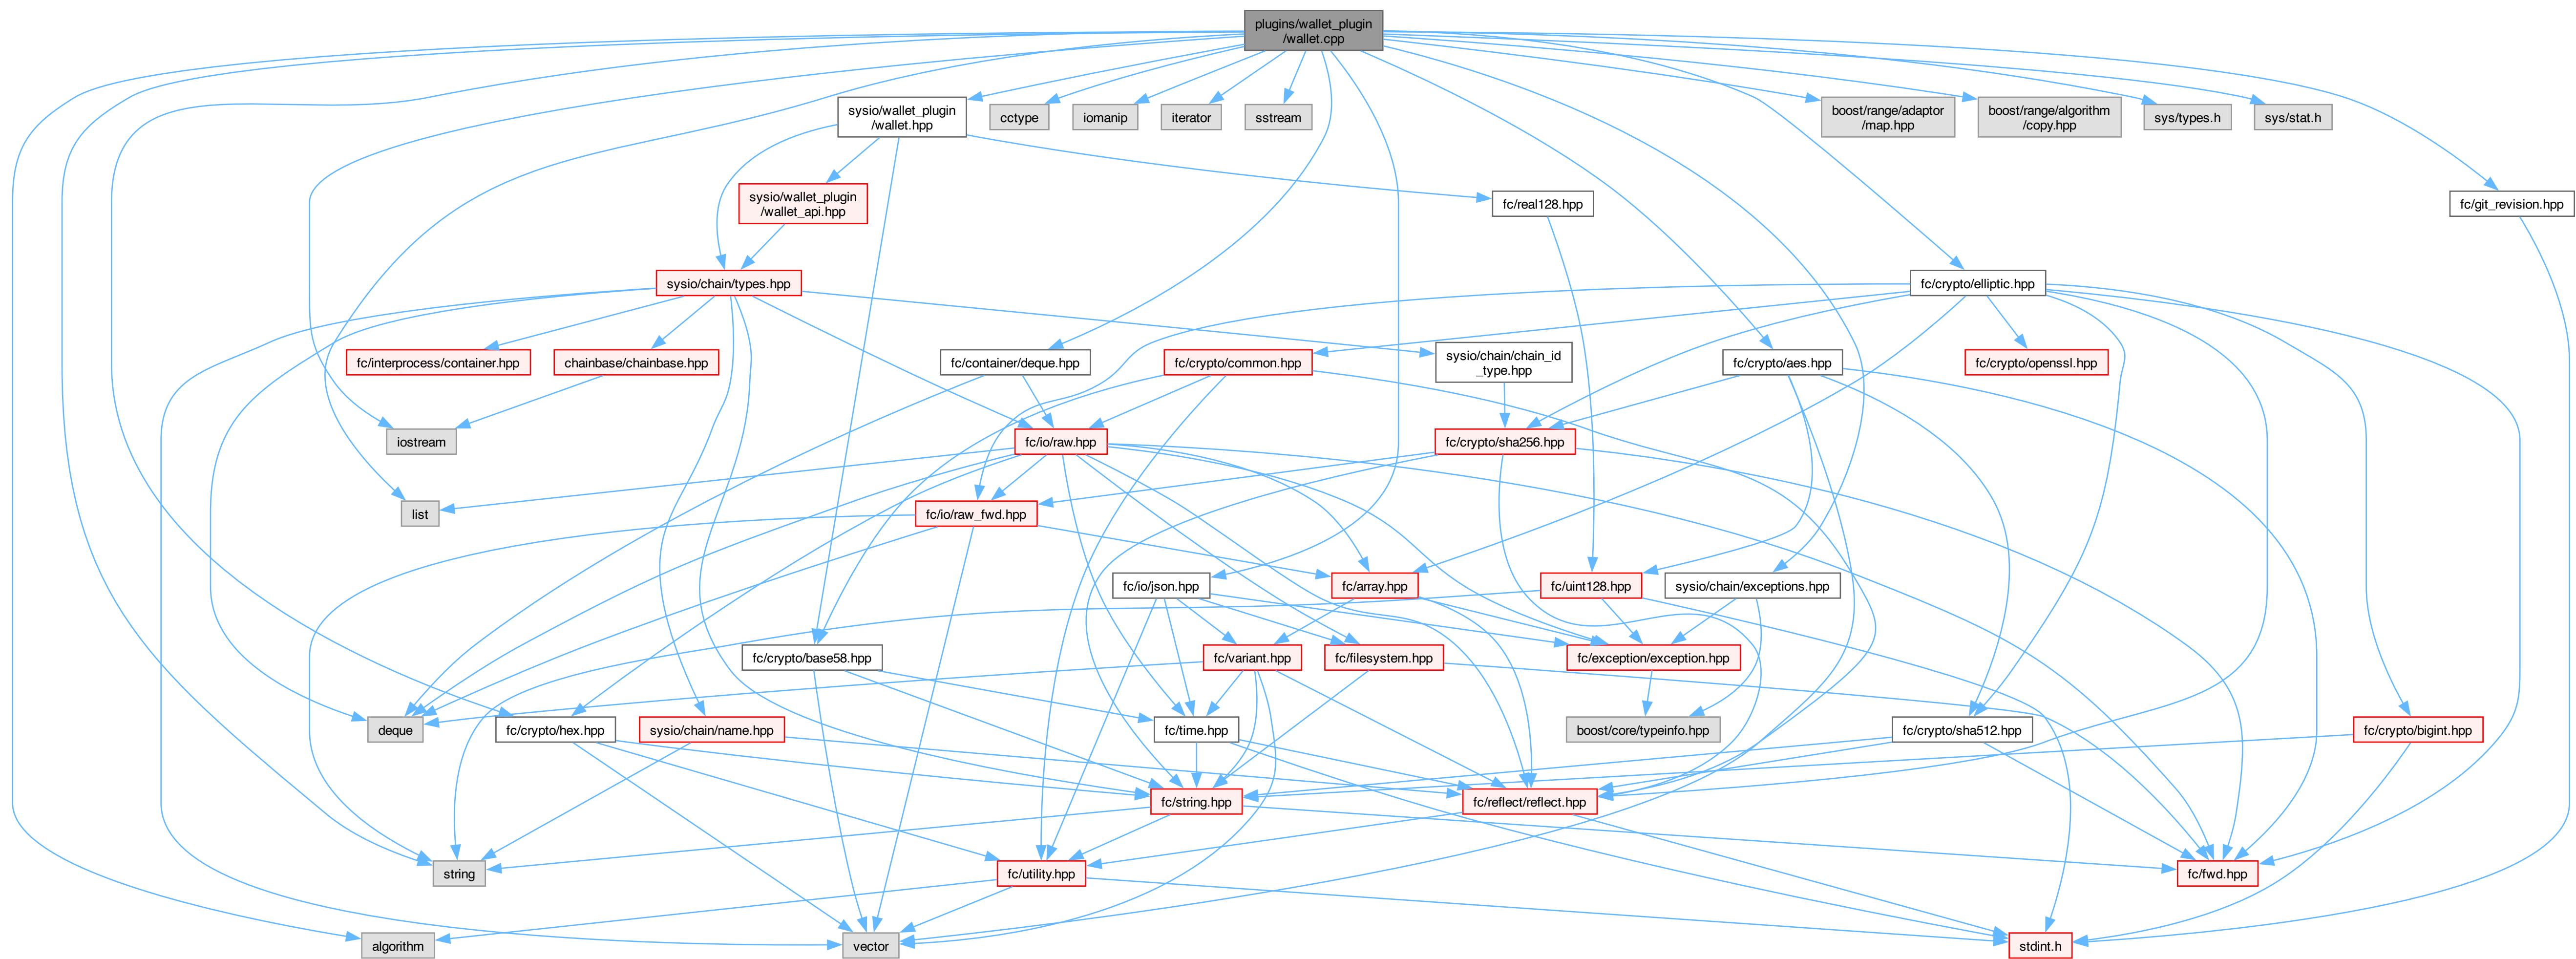 plugins/wallet_plugin
/wallet.cpp
sysio/wallet_plugin
/wallet.hpp
cctype
iomanip
iterator
sstream
boost/range/adaptor
/map.hpp
boost/range/algorithm
/copy.hpp
sys/types.h
sys/stat.h
sysio/wallet_plugin
/wallet_api.hpp
fc/real128.hpp
fc/git_revision.hpp
sysio/chain/types.hpp
fc/crypto/elliptic.hpp
fc/interprocess/container.hpp
chainbase/chainbase.hpp
fc/container/deque.hpp
fc/crypto/common.hpp
sysio/chain/chain_id
_type.hpp
fc/crypto/aes.hpp
fc/crypto/openssl.hpp
iostream
fc/io/raw.hpp
fc/crypto/sha256.hpp
list
fc/io/raw_fwd.hpp
fc/io/json.hpp
fc/array.hpp
fc/uint128.hpp
sysio/chain/exceptions.hpp
fc/crypto/base58.hpp
fc/variant.hpp
fc/filesystem.hpp
fc/exception/exception.hpp
deque
fc/crypto/hex.hpp
sysio/chain/name.hpp
fc/time.hpp
boost/core/typeinfo.hpp
fc/crypto/sha512.hpp
fc/crypto/bigint.hpp
fc/string.hpp
fc/reflect/reflect.hpp
string
fc/utility.hpp
fc/fwd.hpp
algorithm
vector
stdint.h